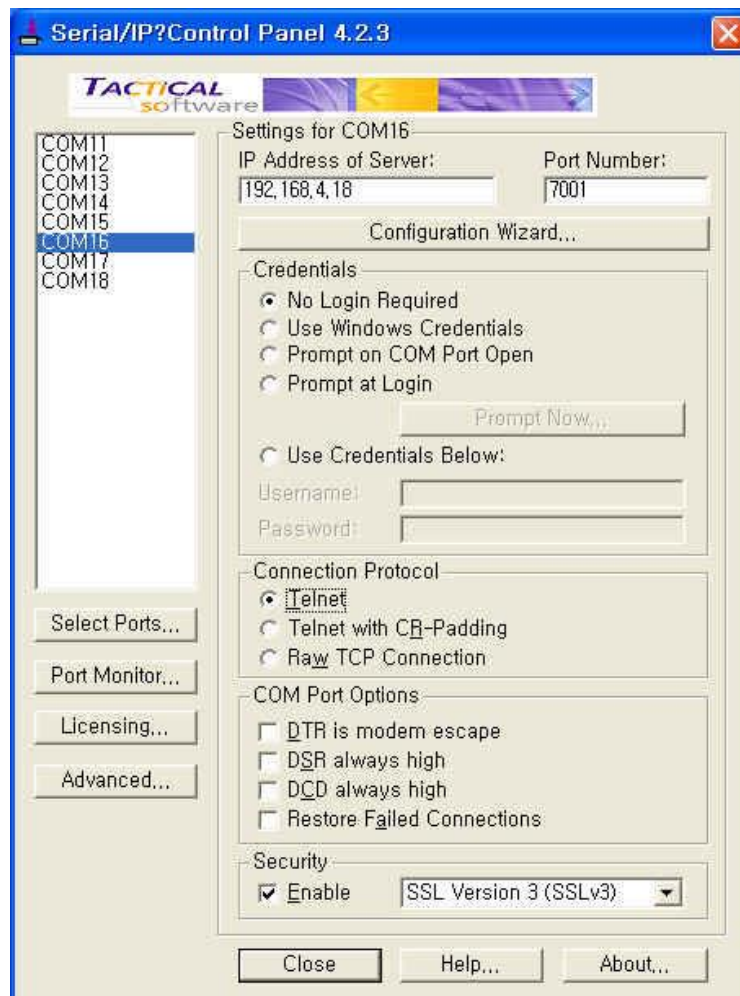 Serial/IP?Control Panel 4.2.3
TACTICAL
software
COM11
COM12
COM13
COM14
COM15
COM16
COM17
COM18
Select Ports...
Port Monitor...
Licensing...
Advanced...
Settings for COM16
IP Address of Server: Port Number:
192.168.4.18 7001
Configuration Wizard...
Credentials
No Login Required
Use Windows Credentials
Prompt on COM Port Open
Prompt at Login
Prompt Now...
Use Credentials Below:
Username:
Password:
Connection Protocol
Telnet
Telnet with CR-Padding
Raw TCP Connection
COM Port Options
DTR is modem escape
DSR always high
DCD always high
Restore Failed Connections
Security
Enable SSL Version 3 (SSLv3)
Close Help... About...